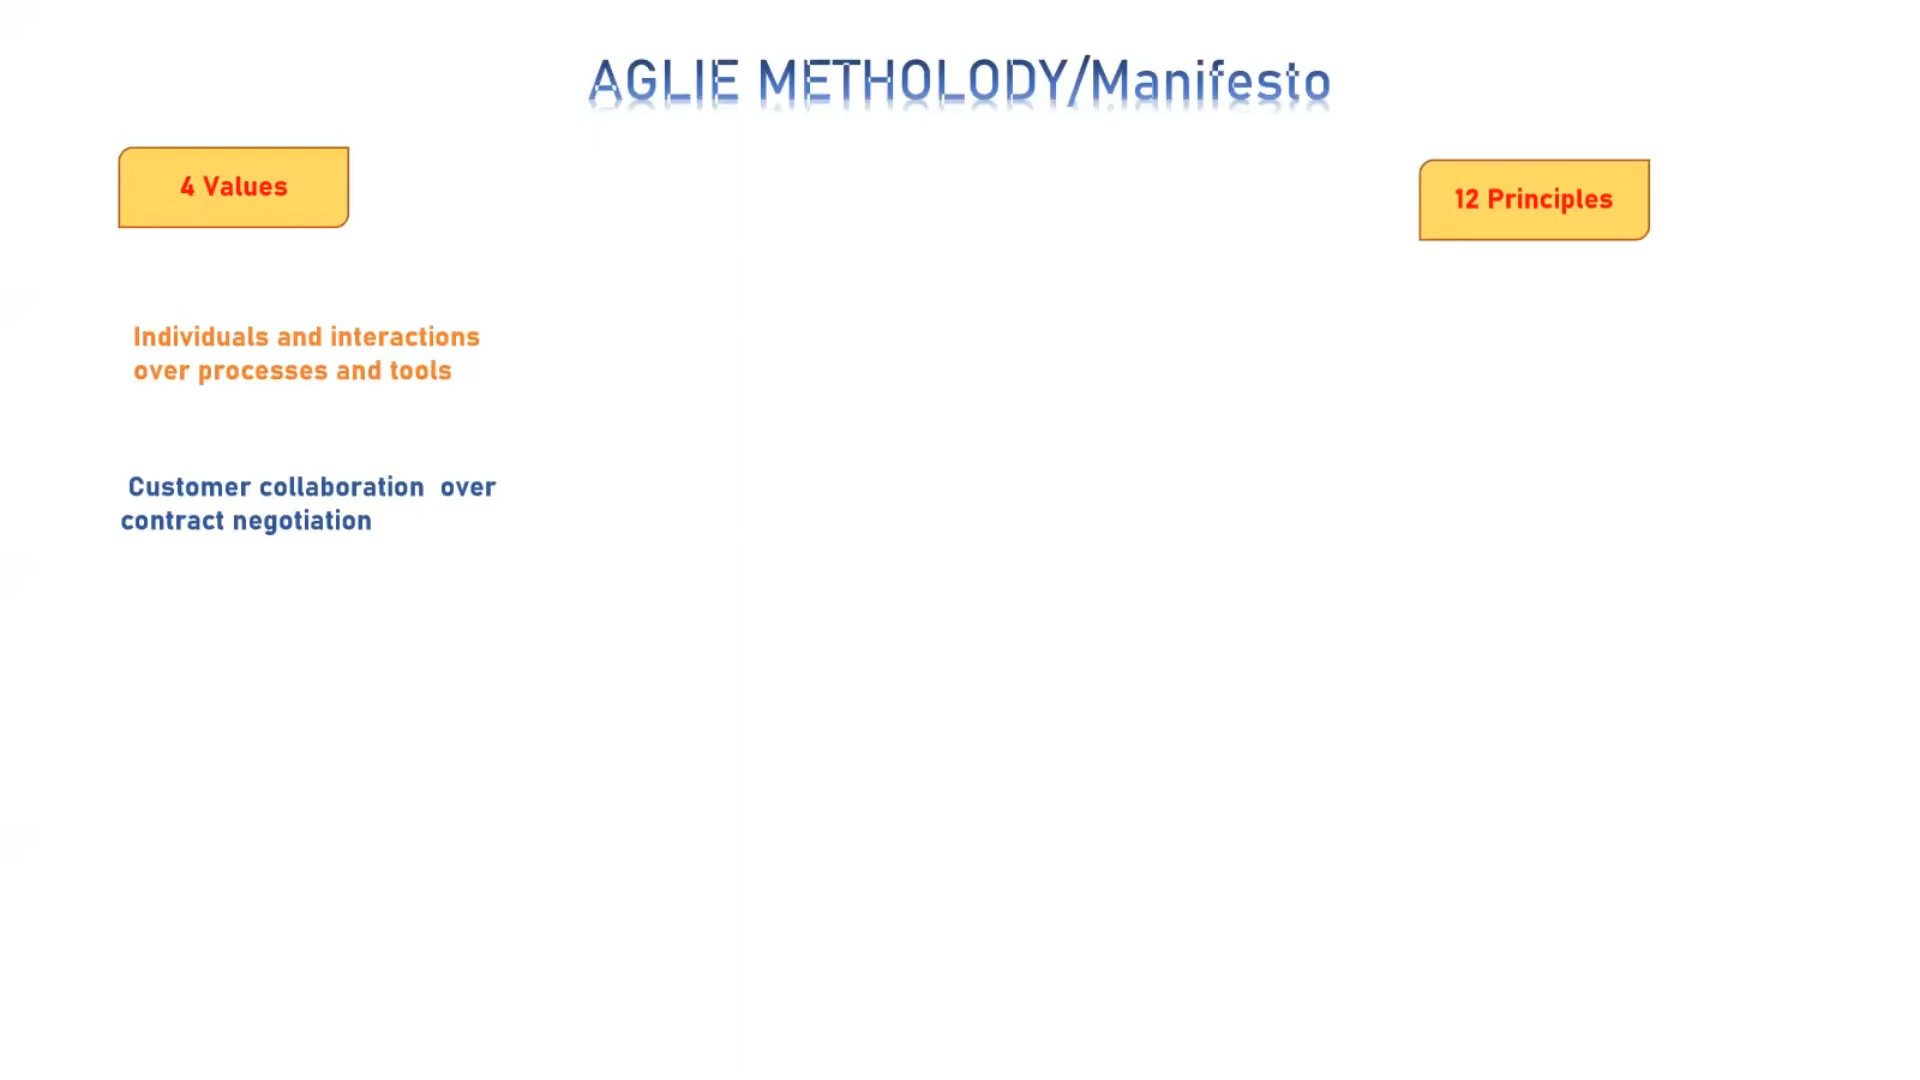 AGLIE METHOLODY/Manifesto
4 Values
12 Principles
Individuals and interactions
over processes and tools
Customer collaboration over
contract negotiation